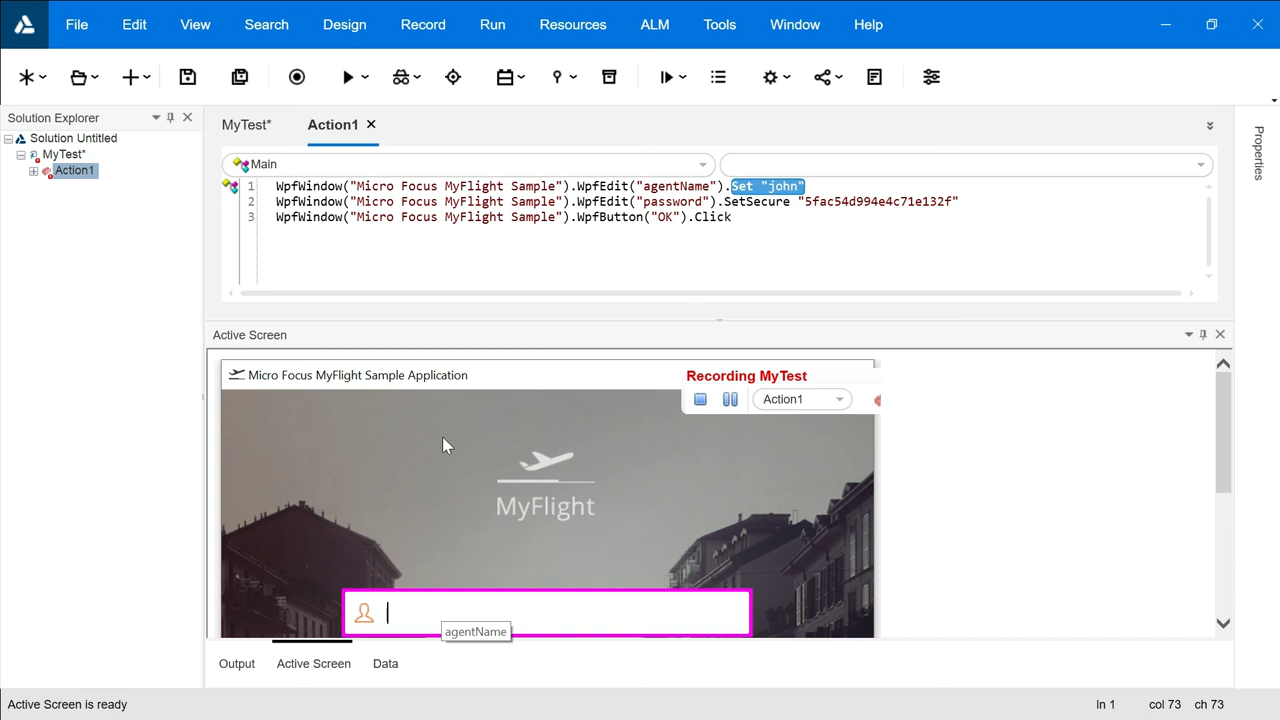 File Edit View Search Design Record Run Resources ALM Tools Window Help
Solution Explorer
Solution Untitled
MyTest*
Action1
MyTest* Action1
Main
1 WpfWindow("Micro Focus MyFlight Sample").WpfEdit("agentName").Set "john"
2 WpfWindow("Micro Focus MyFlight Sample").WpfEdit("password").SetSecure "5fac54d994e4c71e132f"
3 WpfWindow("Micro Focus MyFlight Sample").WpfButton("OK").Click
Properties
Active Screen
Micro Focus MyFlight Sample Application
Recording MyTest
Action1
MyFlight
agentName
Output Active Screen Data
Active Screen is ready
ln 1 col 73 ch 73